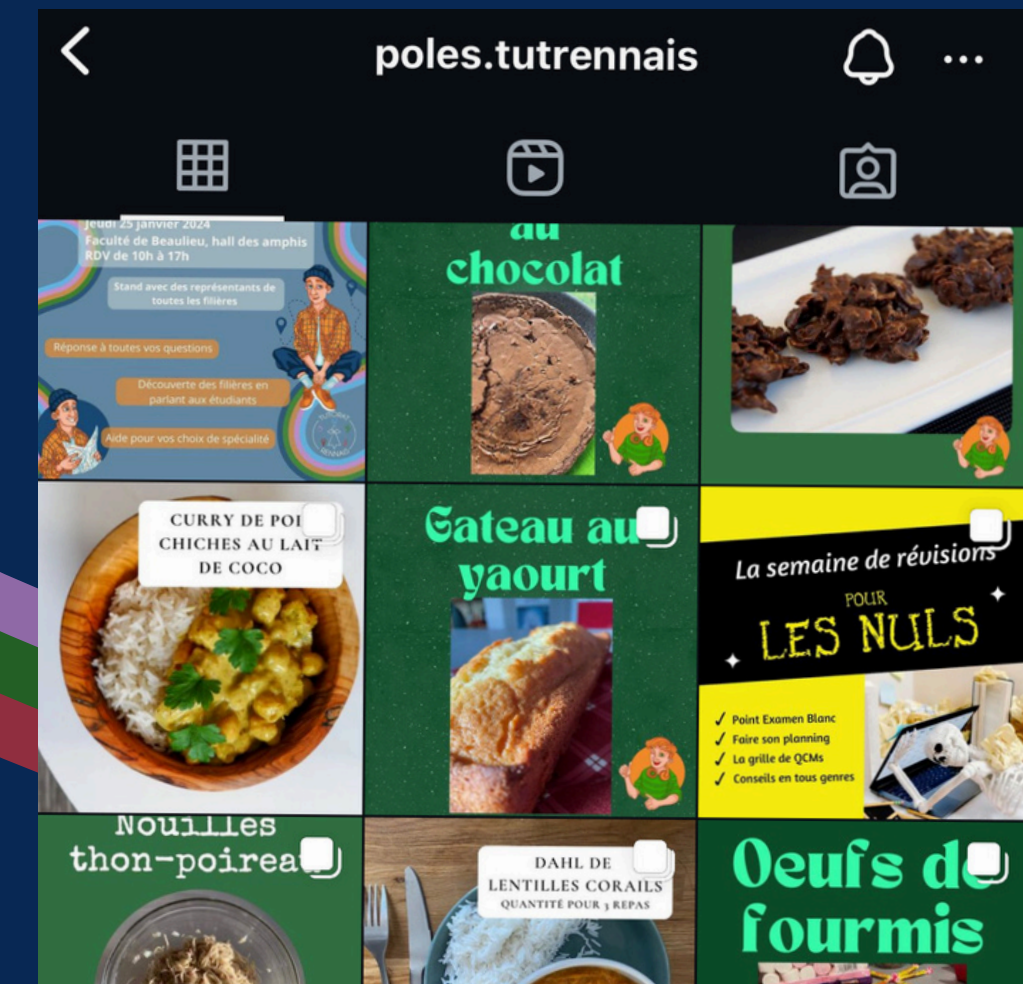 poles.tutrennais
Jeudi 25 janvier 2024
Faculté de Beaulieu, hall des amphis
RDV de 10h à 17h
Stand avec des représentants de
toutes les filières
Réponse à toutes vos questions
Découverte des filières en
parlant aux étudiants
Aide pour vos choix de spécialité
TUTORAT
RENNAIS
au
chocolat
CURRY DE POI
CHICHES AU LAIT
DE COCO
Gateau au
yaourt
La semaine de révisions
POUR
LES NULS
✓ Point Examen Blanc
✓ Faire son planning
✓ La grille de QCMs
✓ Conseils en tous genres
Nouilles
thon-poirea
DAHL DE
LENTILLES CORAILS
QUANTITÉ POUR 3 REPAS
Oeufs de
fourmis